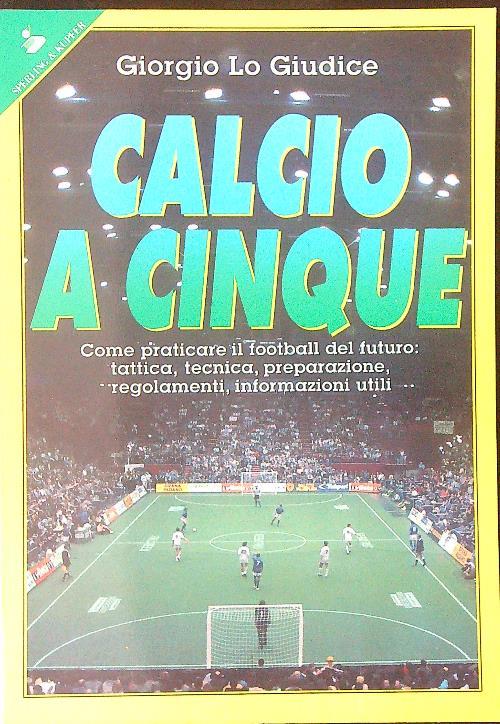 SPERLING & KUPFER
Giorgio Lo Giudice
CALCIO
A CINQUE
Come praticare il football del futuro:
tattica, tecnica, preparazione,
regolamenti, informazioni utili